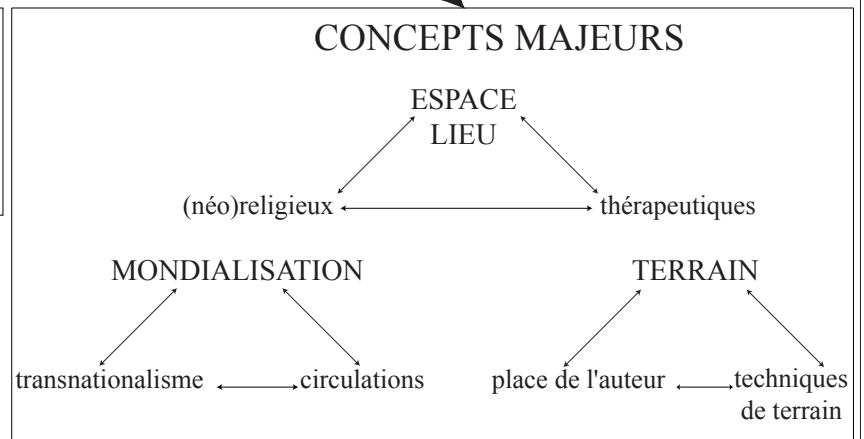 CONCEPTS MAJEURS
ESPACE
LIEU
(néo)religieux
thérapeutiques
MONDIALISATION
TERRAIN
transnationalisme
circulations
place de l'auteur
techniques
de terrain